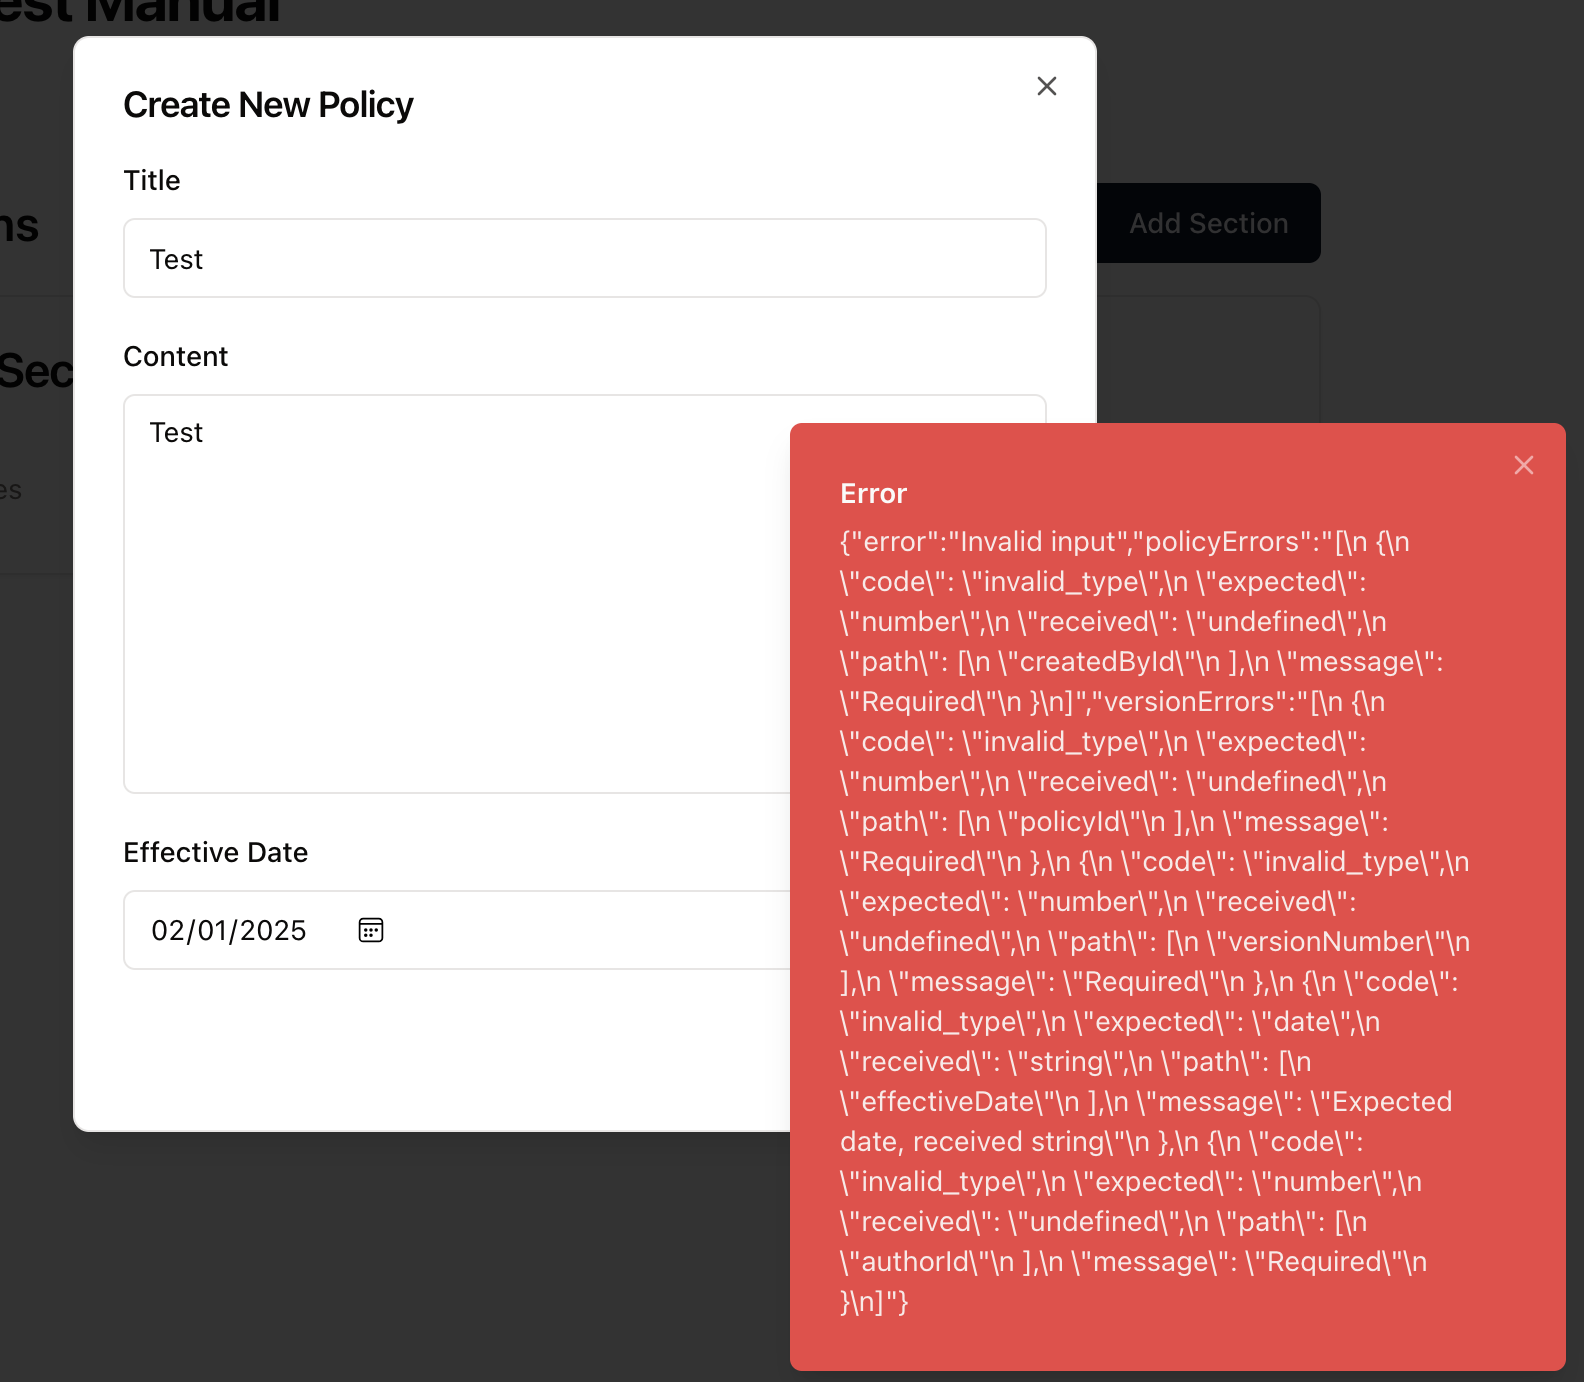 est Manual
Create New Policy
Title
ns
Add Section
Test
Content
Sec
Test
es
Error
{"error":"Invalid input","policyErrors":"[\n {\n
\"code\": \"invalid_type\",\n \"expected\":
\"number\",\n \"received\": \"undefined\",\n
\"path\": [\n \"createdById\"\n ],\n \"message\":
\"Required\"\n }\n]","versionErrors":"[\n {\n
\"code\": \"invalid_type\",\n \"expected\":
\"number\",\n \"received\": \"undefined\",\n
\"path\": [\n \"policyId\"\n ],\n \"message\":
\"Required\"\n },\n {\n \"code\": \"invalid_type\",\n
\"expected\": \"number\",\n \"received\":
\"undefined\",\n \"path\": [\n \"versionNumber\"\n
],\n \"message\": \"Required\"\n },\n {\n \"code\":
\"invalid_type\",\n \"expected\": \"date\",\n
\"received\": \"string\",\n \"path\": [\n
\"effectiveDate\"\n ],\n \"message\": \"Expected
date, received string\"\n },\n {\n \"code\":
\"invalid_type\",\n \"expected\": \"number\",\n
\"received\": \"undefined\",\n \"path\": [\n
\"authorId\"\n ],\n \"message\": \"Required\"\n
}\n]"}
Effective Date
02/01/2025